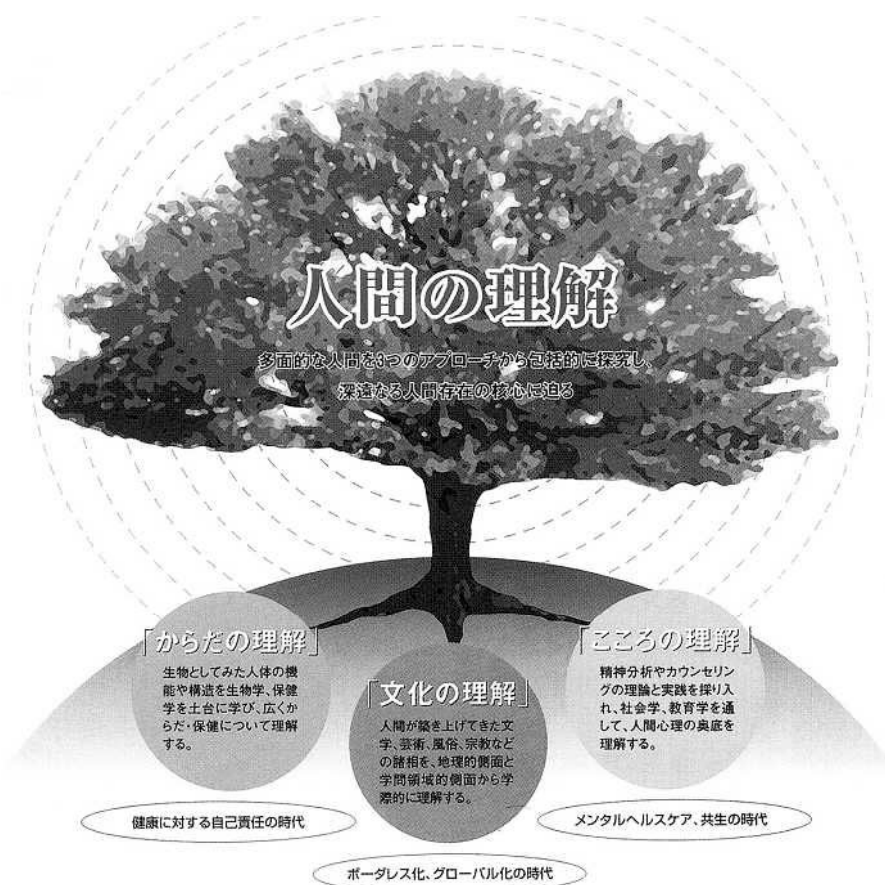 人間の理解
多面的な人間を3つのアプローチから包括的に探究し、
深遠なる人間存在の核心に迫る
「からだの理解」
生物としてみた人体の機
能や構造を生物学、保健
学を土台に学び、広くか
らだ・保健について理解
する。
健康に対する自己責任の時代
「文化の理解」
人間が築き上げてきた文
学、芸術、風俗、宗教など
の諸相を、地理的側面と
学問領域的側面から学
際的に理解する。
ボーダレス化、グローバル化の時代
「こころの理解」
精神分析やカウンセリン
グの理論と実践を採り入
れ、社会学、教育学を通
して、人間心理の奥底を
理解する。
メンタルヘルスケア、共生の時代